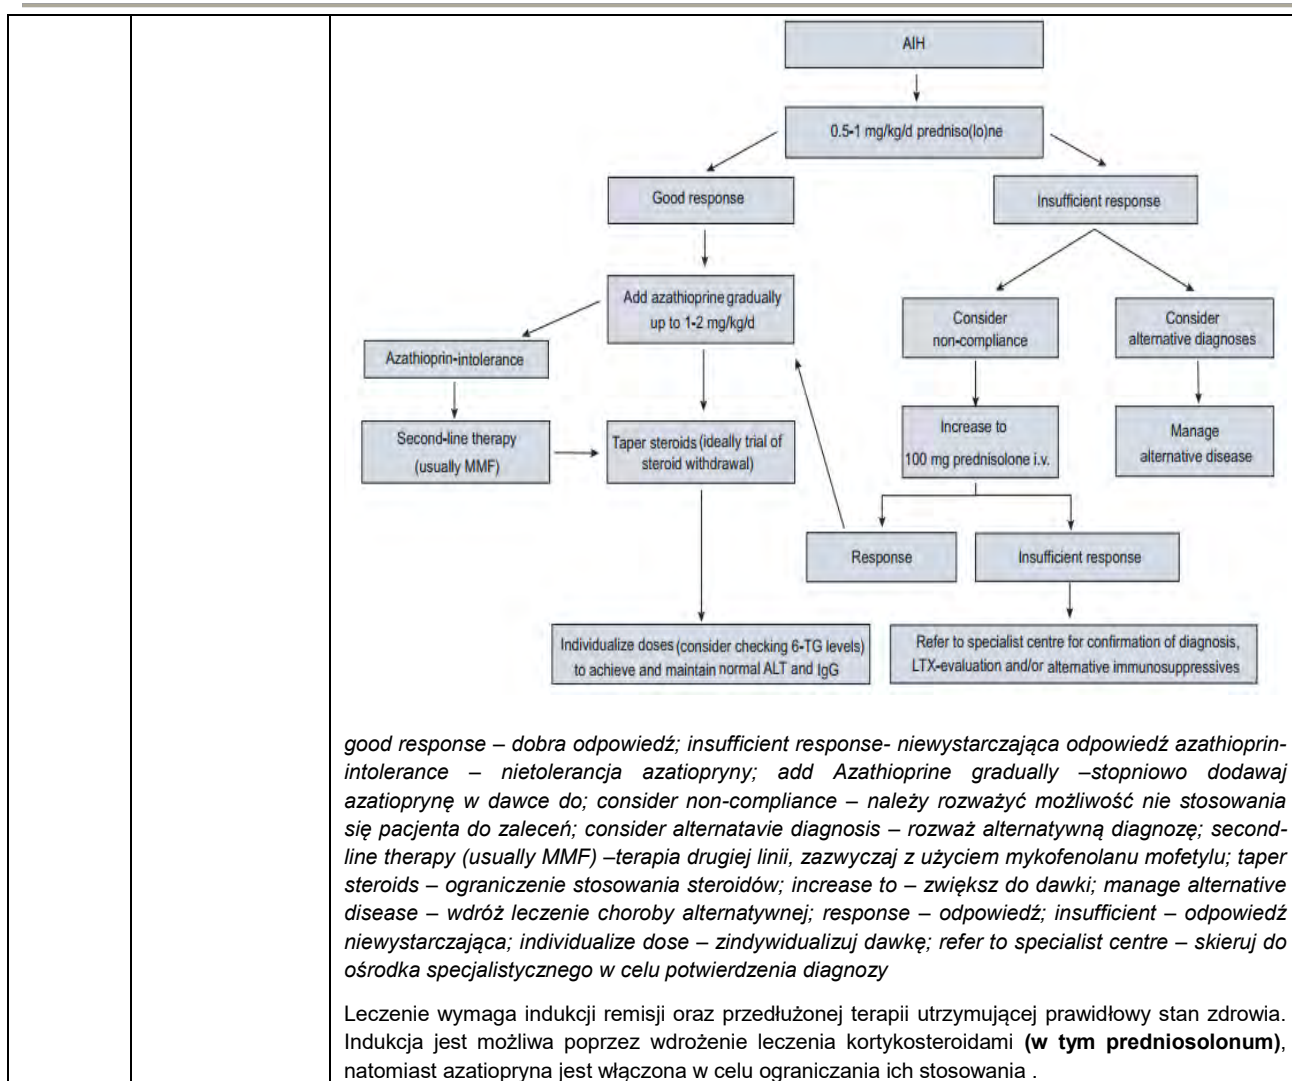 AIH
0.5-1 mg/kg/d predniso(lo)ne
Good response
Insufficient response
Add azathioprine gradually
up to 1-2 mg/kg/d
Consider
non-compliance
Consider
alternative diagnoses
Azathioprin-intolerance
Second-line therapy
(usually MMF)
Taper steroids (ideally trial of
steroid withdrawal)
Increase to
100 mg prednisolone i.v.
Manage
alternative disease
Response
Insufficient response
Individualize doses (consider checking 6-TG levels)
to achieve and maintain normal ALT and IgG
Refer to specialist centre for confirmation of diagnosis,
LTX-evaluation and/or alternative immunosuppressives
good response – dobra odpowiedź; insufficient response- niewystarczająca odpowiedź azathioprin-
intolerance – nietolerancja azatiopryny; add Azathioprine gradually –stopniowo dodawaj
azatioprynę w dawce do; consider non-compliance – należy rozważyć możliwość nie stosowania
się pacjenta do zaleceń; consider alternatavie diagnosis – rozważ alternatywną diagnozę; second-
line therapy (usually MMF) –terapia drugiej linii, zazwyczaj z użyciem mykofenolanu mofetylu; taper
steroids – ograniczenie stosowania steroidów; increase to – zwiększ do dawki; manage alternative
disease – wdróż leczenie choroby alternatywnej; response – odpowiedź; insufficient – odpowiedź
niewystarczająca; individualize dose – zindywidualizuj dawkę; refer to specialist centre – skieruj do
ośrodka specjalistycznego w celu potwierdzenia diagnozy
Leczenie wymaga indukcji remisji oraz przedłużonej terapii utrzymującej prawidłowy stan zdrowia.
Indukcja jest możliwa poprzez wdrożenie leczenia kortykosteroidami (w tym predniosolonum),
natomiast azatiopryna jest włączona w celu ograniczania ich stosowania .